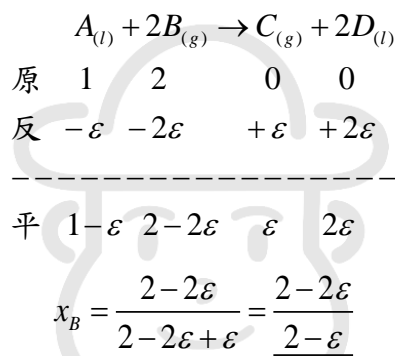 A(l) + 2B(g) → C(g) + 2D(l)
原 1 2 0 0
反 −ε −2ε +ε +2ε
平 1−ε 2−2ε ε 2ε
x_B = (2−2ε)/(2−2ε+ε) = (2−2ε)/(2−ε)